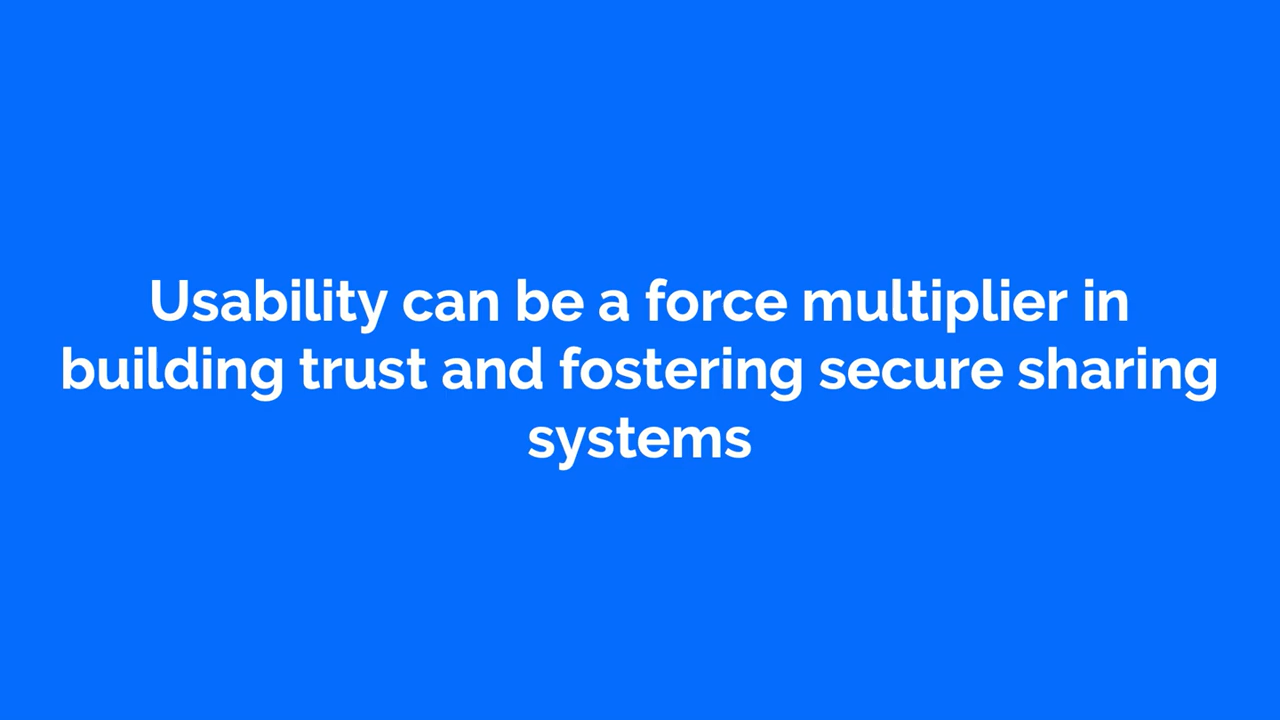 Usability can be a force multiplier in
building trust and fostering secure sharing
systems